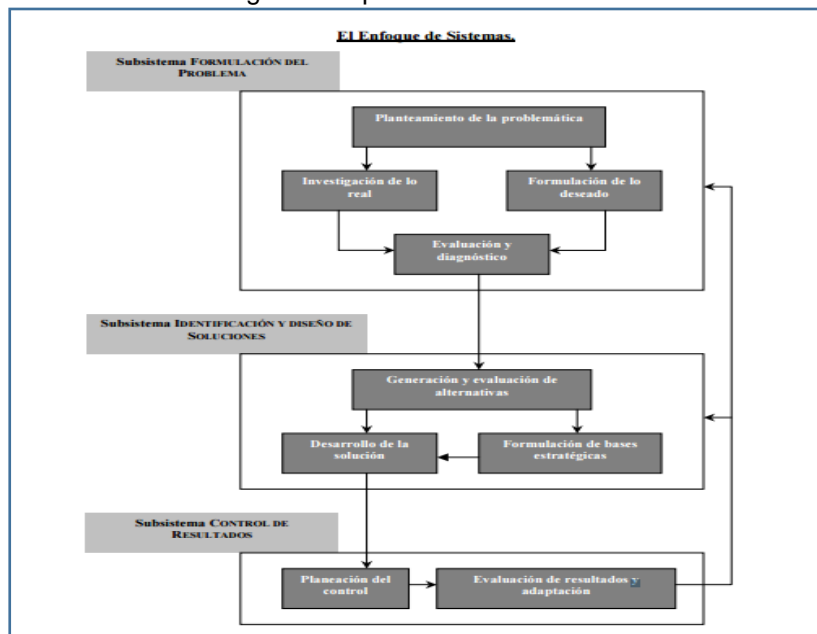 El Enfoque de Sistemas.
Subsistema FORMULACIÓN DEL
PROBLEMA
Planteamiento de la problemática
Investigación de lo
real
Formulación de lo
deseado
Evaluación y
diagnóstico
Subsistema IDENTIFICACIÓN Y DISEÑO DE
SOLUCIONES
Generación y evaluación de
alternativas
Desarrollo de la
solución
Formulación de bases
estratégicas
Subsistema CONTROL DE
RESULTADOS
Planeación del
control
Evaluación de resultados y
adaptación